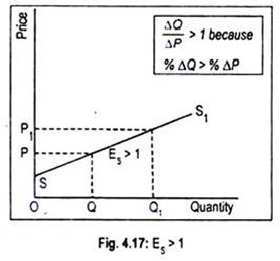 Price
ΔQ
ΔP > 1 because
% ΔQ > % ΔP
S₁
P₁
P
Eₛ > 1
S
O Q Q₁ Quantity
Fig. 4.17: Eₛ > 1